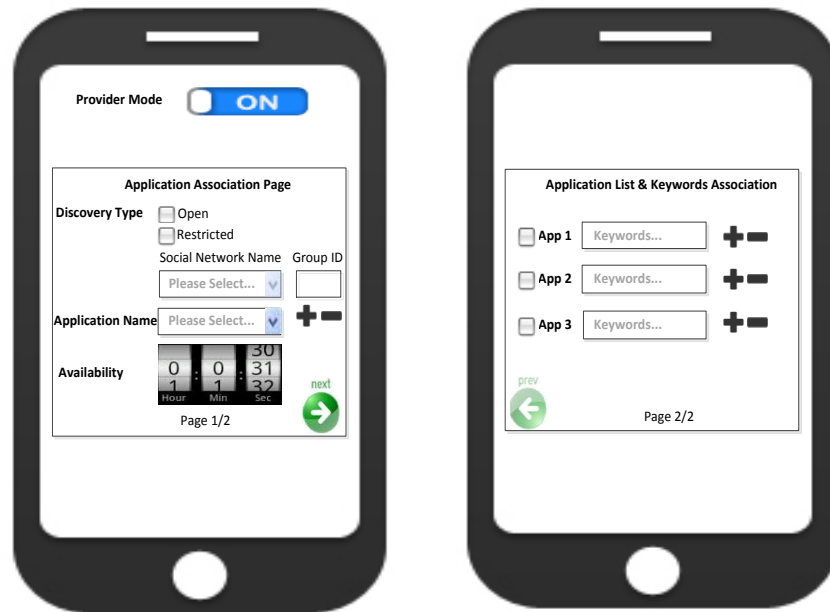 Provider Mode
ON
Application Association Page
Discovery Type
Open
Restricted
Social Network Name Group ID
Please Select...
Application Name Please Select...
Availability
30
0 : 0 : 31
1 1 32
Hour Min Sec
next
Page 1/2
Application List & Keywords Association
App 1 Keywords...
App 2 Keywords...
App 3 Keywords...
prev
Page 2/2